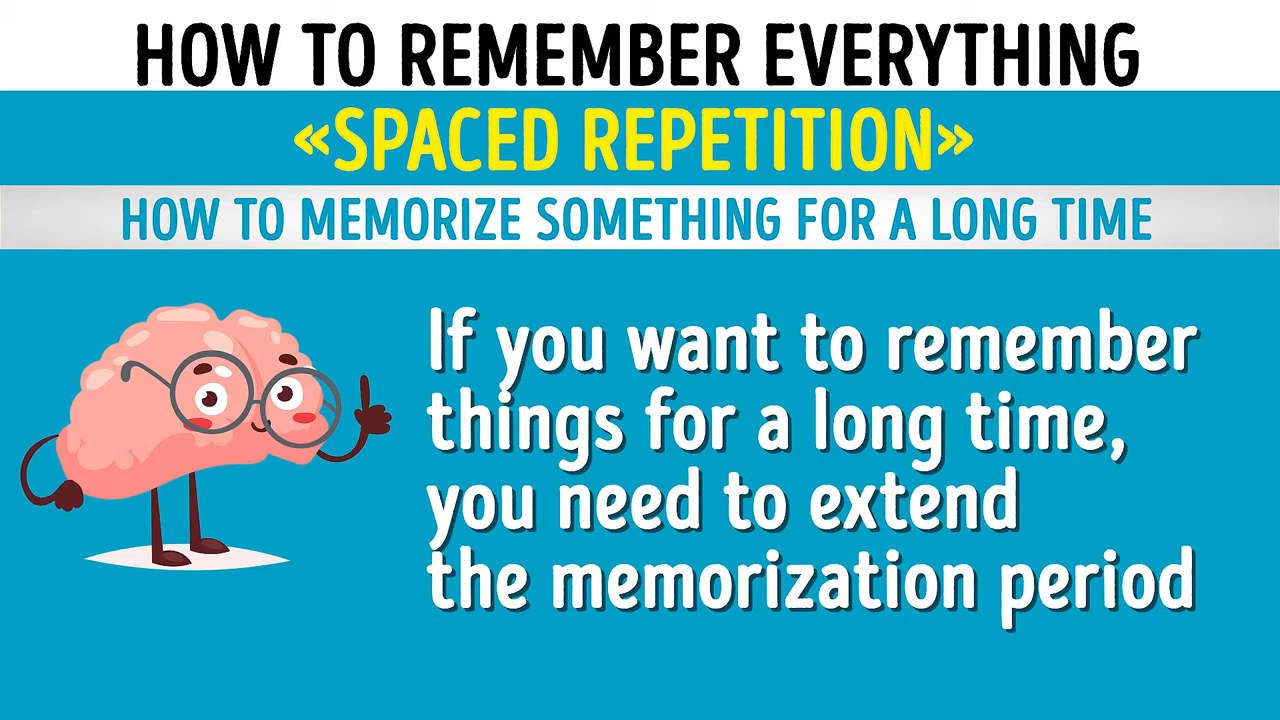 HOW TO REMEMBER EVERYTHING
«SPACED REPETITION»
HOW TO MEMORIZE SOMETHING FOR A LONG TIME
If you want to remember
things for a long time,
you need to extend
the memorization period